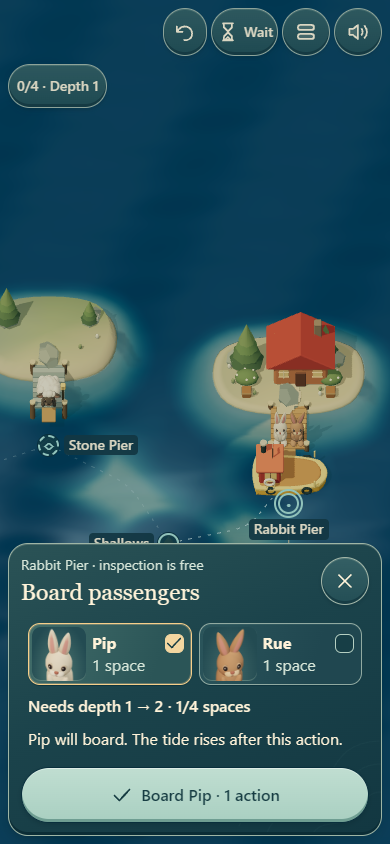 Wait
0/4 · Depth 1
Stone Pier
Shallows
Rabbit Pier
Rabbit Pier · inspection is free
Board passengers
Pip
1 space
Rue
1 space
Needs depth 1 → 2 · 1/4 spaces
Pip will board. The tide rises after this action.
Board Pip · 1 action